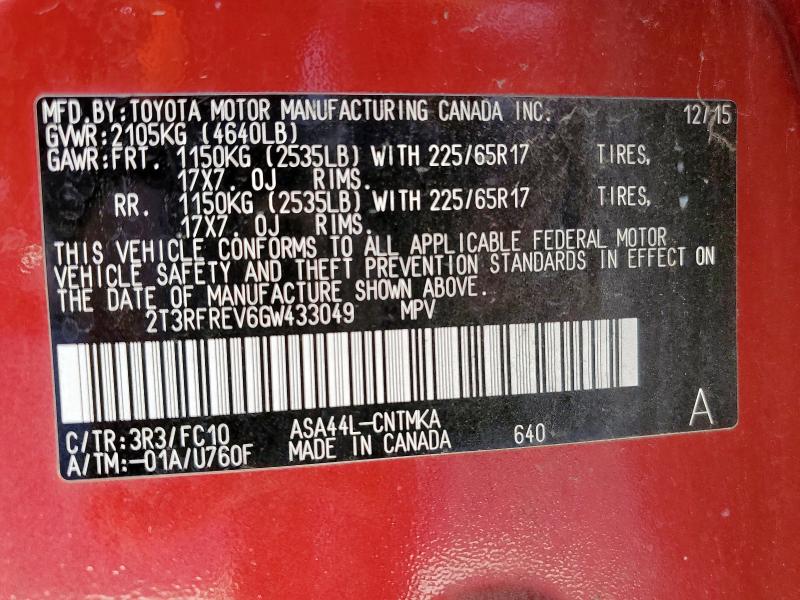 MFD.BY:TOYOTA MOTOR MANUFACTURING CANADA INC. 12/15
GVWR:2105KG (4640LB)
GAWR:FRT. 1150KG (2535LB) WITH 225/65R17 TIRES,
17X7.0J RIMS.
RR. 1150KG (2535LB) WITH 225/65R17 TIRES,
17X7.0J RIMS.
THIS VEHICLE CONFORMS TO ALL APPLICABLE FEDERAL MOTOR
VEHICLE SAFETY AND THEFT PREVENTION STANDARDS IN EFFECT ON
THE DATE OF MANUFACTURE SHOWN ABOVE.
2T3RFREV6GW433049 MPV
A
C/TR:3R3/FC10 ASA44L-CNTMKA 640
A/TM:-01A/U760F MADE IN CANADA